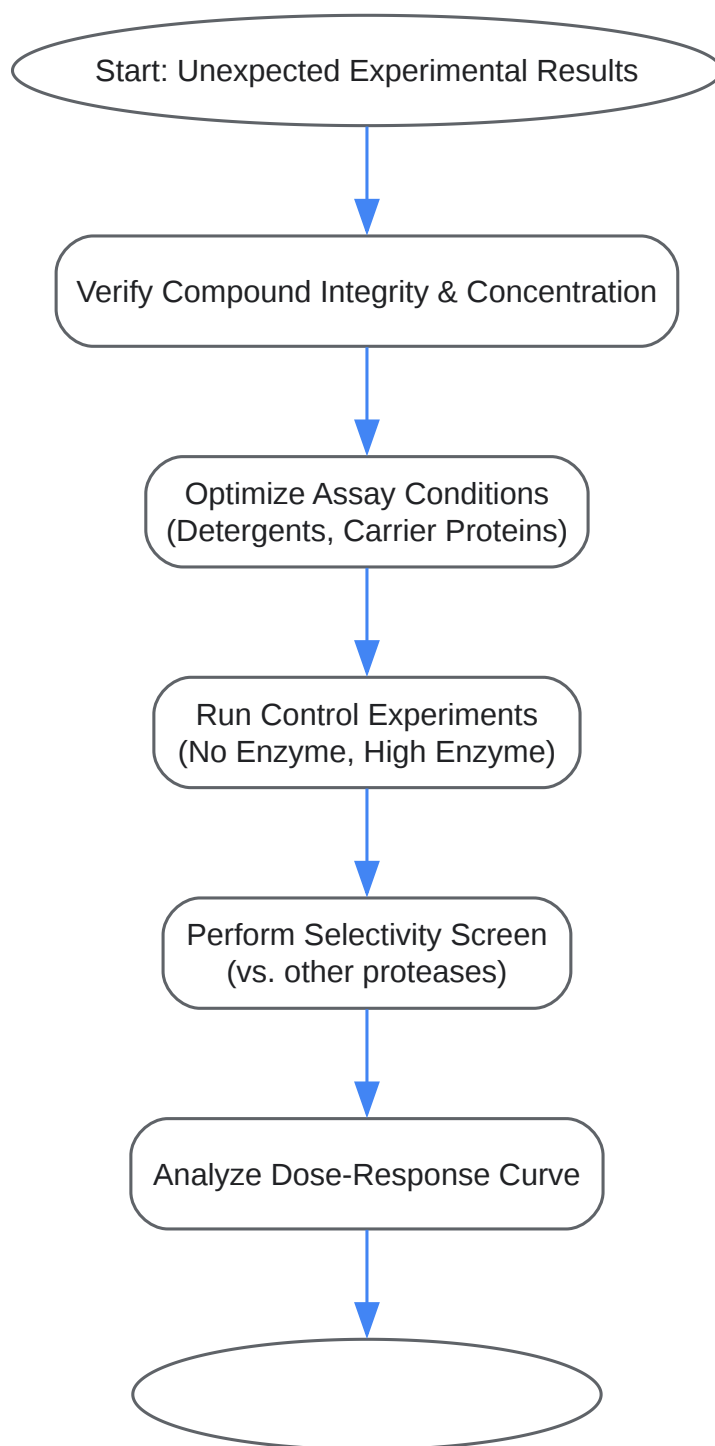 Start: Unexpected Experimental Results
Verify Compound Integrity & Concentration
Optimize Assay Conditions
(Detergents, Carrier Proteins)
Run Control Experiments
(No Enzyme, High Enzyme)
Perform Selectivity Screen
(vs. other proteases)
Analyze Dose-Response Curve